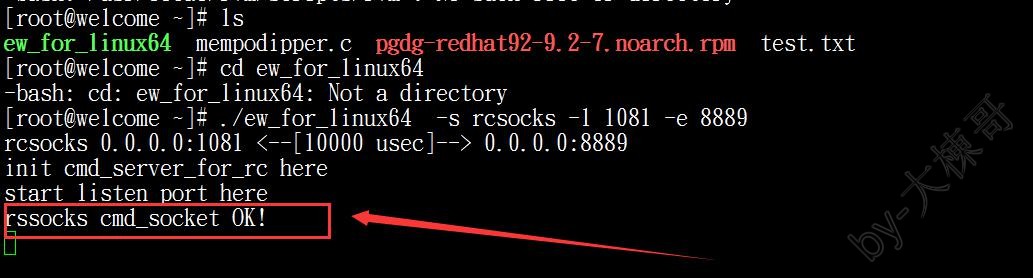 [root@welcome ~]# ls
ew_for_linux64  mempodipper.c  pgdg-redhat92-9.2-7.noarch.rpm  test.txt
[root@welcome ~]# cd ew_for_linux64
-bash: cd: ew_for_linux64: Not a directory
[root@welcome ~]# ./ew_for_linux64  -s rcsocks -l 1081 -e 8889
rcsocks 0.0.0.0:1081 <--[10000 usec]--> 0.0.0.0:8889
init cmd_server_for_rc here
start listen port here
rssocks cmd_socket OK!
by-大栋哥